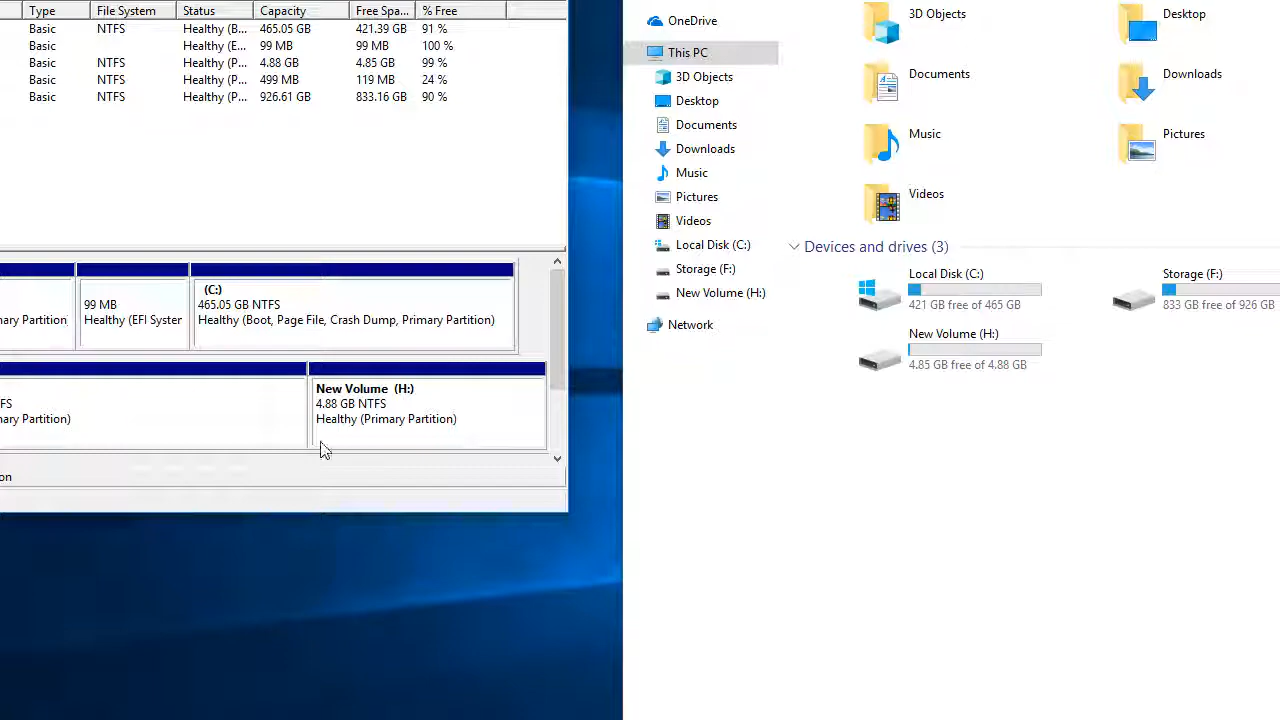 Type File System Status Capacity Free Spa... % Free
Basic NTFS Healthy (B... 465.05 GB 421.39 GB 91 %
Basic Healthy (E... 99 MB 99 MB 100 %
Basic NTFS Healthy (P... 4.88 GB 4.85 GB 99 %
Basic NTFS Healthy (P... 499 MB 119 MB 24 %
Basic NTFS Healthy (P... 926.61 GB 833.16 GB 90 %
ary Partition
99 MB
Healthy (EFI Syster
(C:)
465.05 GB NTFS
Healthy (Boot, Page File, Crash Dump, Primary Partition)
FS
nary Partition)
New Volume (H:)
4.88 GB NTFS
Healthy (Primary Partition)
on
OneDrive
This PC
3D Objects
Desktop
Documents
Downloads
Music
Pictures
Videos
Local Disk (C:)
Storage (F:)
New Volume (H:)
Network
3D Objects
Desktop
Documents
Downloads
Music
Pictures
Videos
Devices and drives (3)
Local Disk (C:)
421 GB free of 465 GB
Storage (F:)
833 GB free of 926 GB
New Volume (H:)
4.85 GB free of 4.88 GB